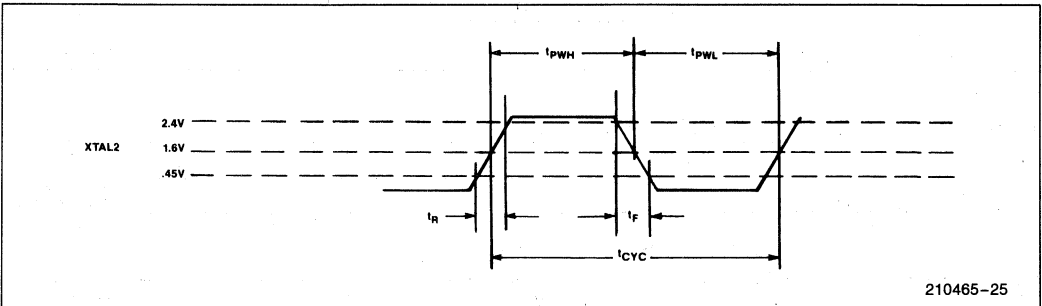 tPWH tPWL
2.4V
XTAL2 1.6V
.45V
tR tF
tCYC
210465-25